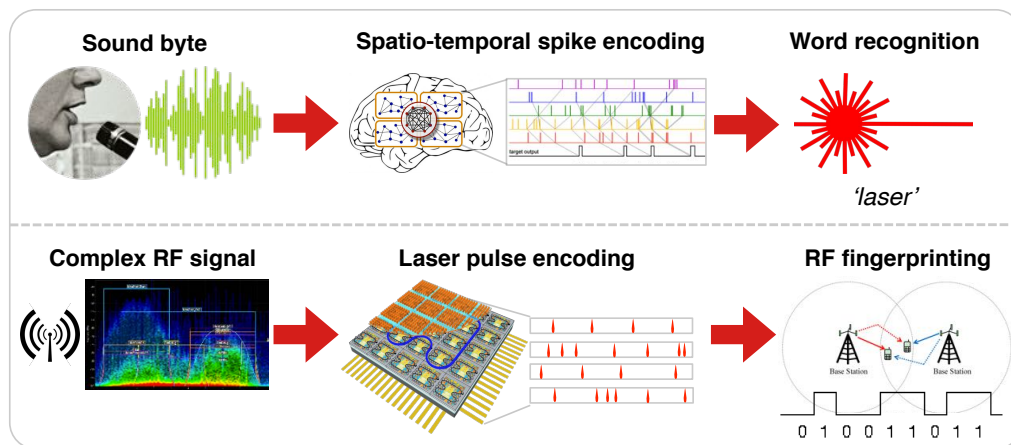 Sound byte
Spatio-temporal spike encoding
Word recognition
target output
'laser'
Complex RF signal
Laser pulse encoding
RF fingerprinting
Base Station
Base Station
0 1 0 0 1 1 0 1 1